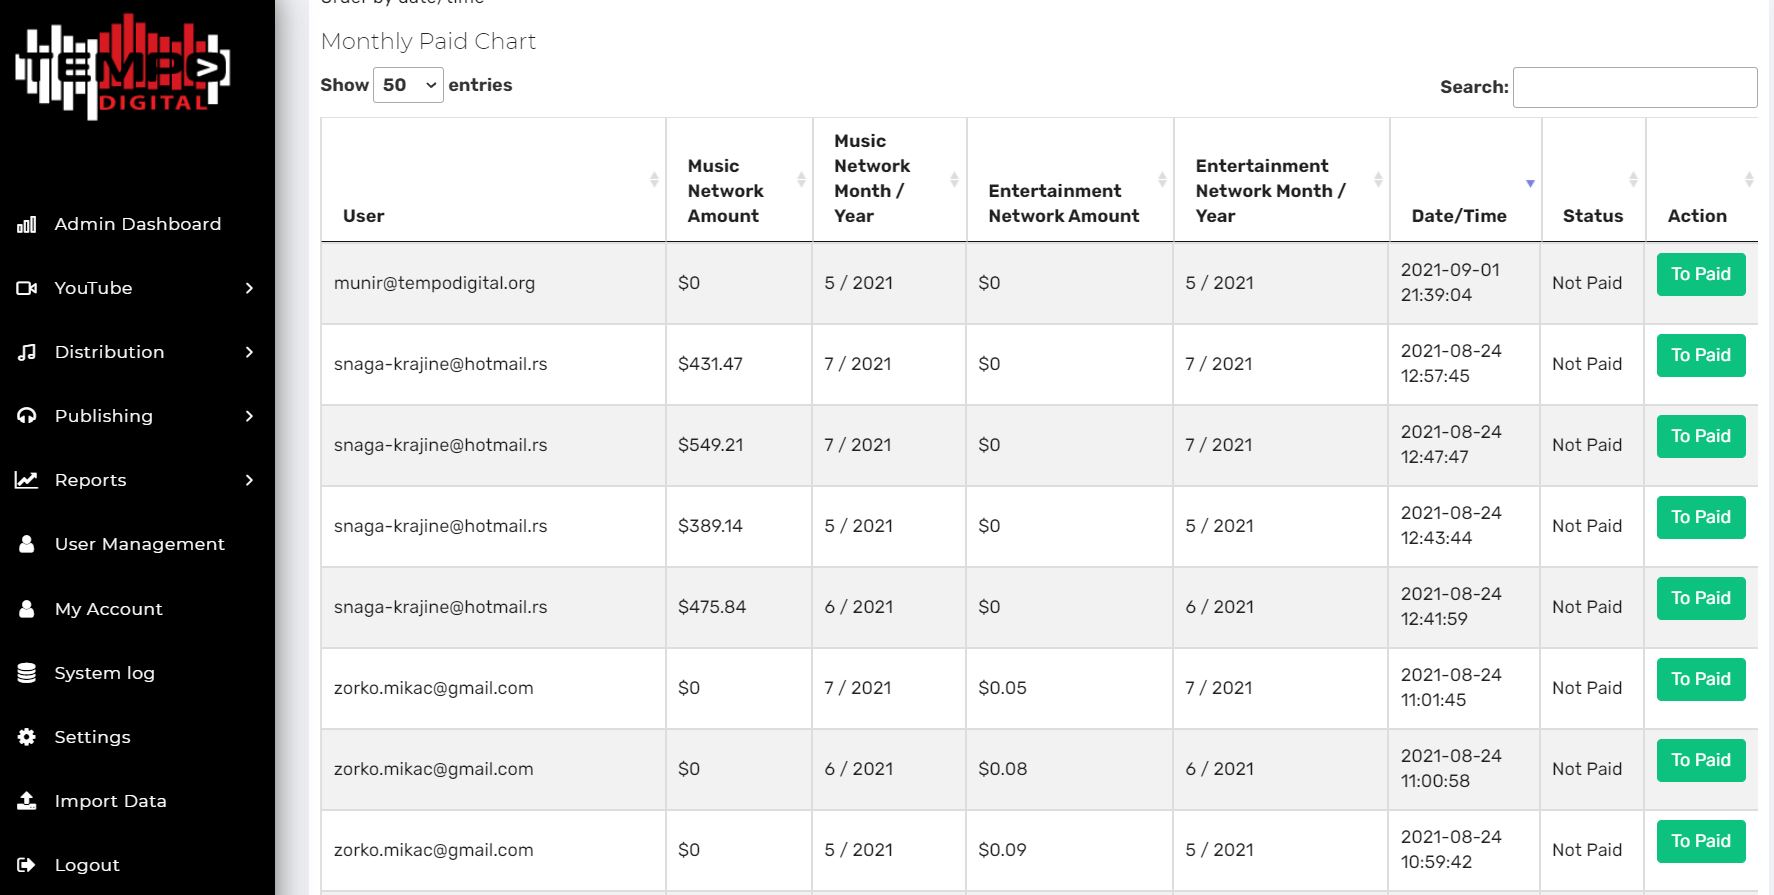 TEMPO
DIGITAL
Admin Dashboard
YouTube
Distribution
Publishing
Reports
User Management
My Account
System log
Settings
Import Data
Logout
Order by date/time
Monthly Paid Chart
Show 50 entries
Search:
User
Music
Network
Amount
Music
Network
Month /
Year
Entertainment
Network Amount
Entertainment
Network Month /
Year
Date/Time
Status
Action
munir@tempodigital.org $0 5 / 2021 $0 5 / 2021 2021-09-01 Not Paid To Paid
21:39:04
snaga-krajine@hotmail.rs $431.47 7 / 2021 $0 7 / 2021 2021-08-24 Not Paid To Paid
12:57:45
snaga-krajine@hotmail.rs $549.21 7 / 2021 $0 7 / 2021 2021-08-24 Not Paid To Paid
12:47:47
snaga-krajine@hotmail.rs $389.14 5 / 2021 $0 5 / 2021 2021-08-24 Not Paid To Paid
12:43:44
snaga-krajine@hotmail.rs $475.84 6 / 2021 $0 6 / 2021 2021-08-24 Not Paid To Paid
12:41:59
zorko.mikac@gmail.com $0 7 / 2021 $0.05 7 / 2021 2021-08-24 Not Paid To Paid
11:01:45
zorko.mikac@gmail.com $0 6 / 2021 $0.08 6 / 2021 2021-08-24 Not Paid To Paid
11:00:58
zorko.mikac@gmail.com $0 5 / 2021 $0.09 5 / 2021 2021-08-24 Not Paid To Paid
10:59:42